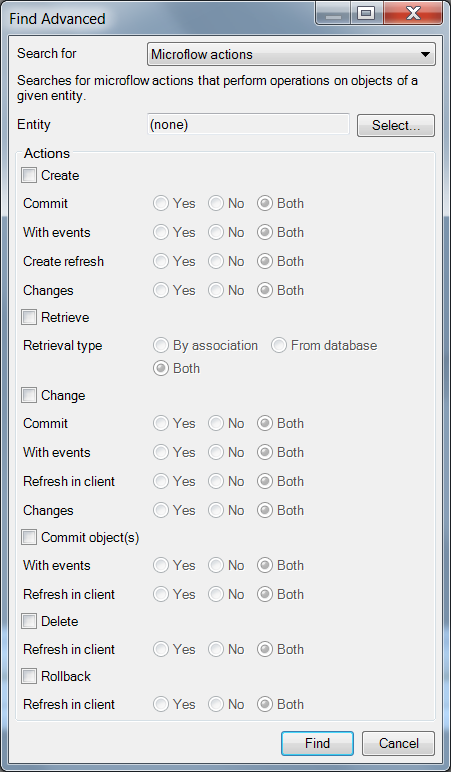 Find Advanced
Search for Microflow actions
Searches for microflow actions that perform operations on objects of a
given entity.
Entity (none) Select...
Actions
Create
Commit Yes No Both
With events Yes No Both
Create refresh Yes No Both
Changes Yes No Both
Retrieve
Retrieval type By association From database
Both
Change
Commit Yes No Both
With events Yes No Both
Refresh in client Yes No Both
Changes Yes No Both
Commit object(s)
With events Yes No Both
Refresh in client Yes No Both
Delete
Refresh in client Yes No Both
Rollback
Refresh in client Yes No Both
Find Cancel